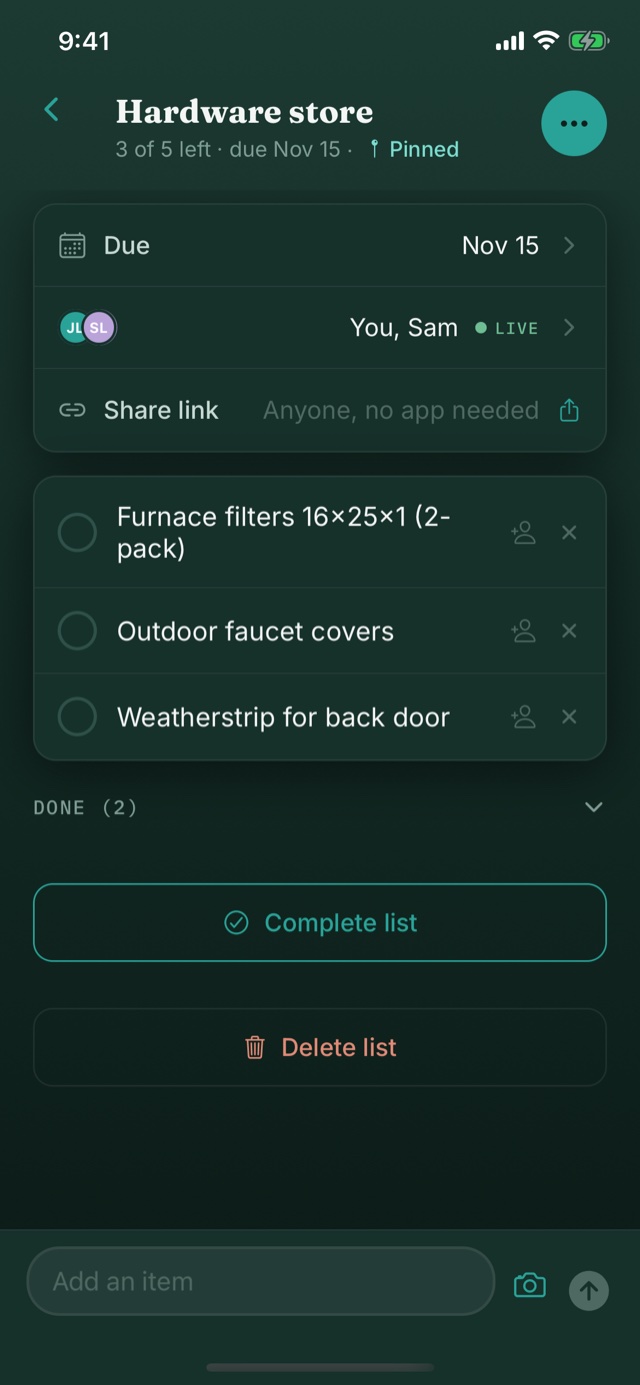 9:41
Hardware store
3 of 5 left · due Nov 15 · Pinned
Due Nov 15
JL SL You, Sam LIVE
Share link Anyone, no app needed
Furnace filters 16×25×1 (2-
pack)
Outdoor faucet covers
Weatherstrip for back door
DONE (2)
Complete list
Delete list
Add an item